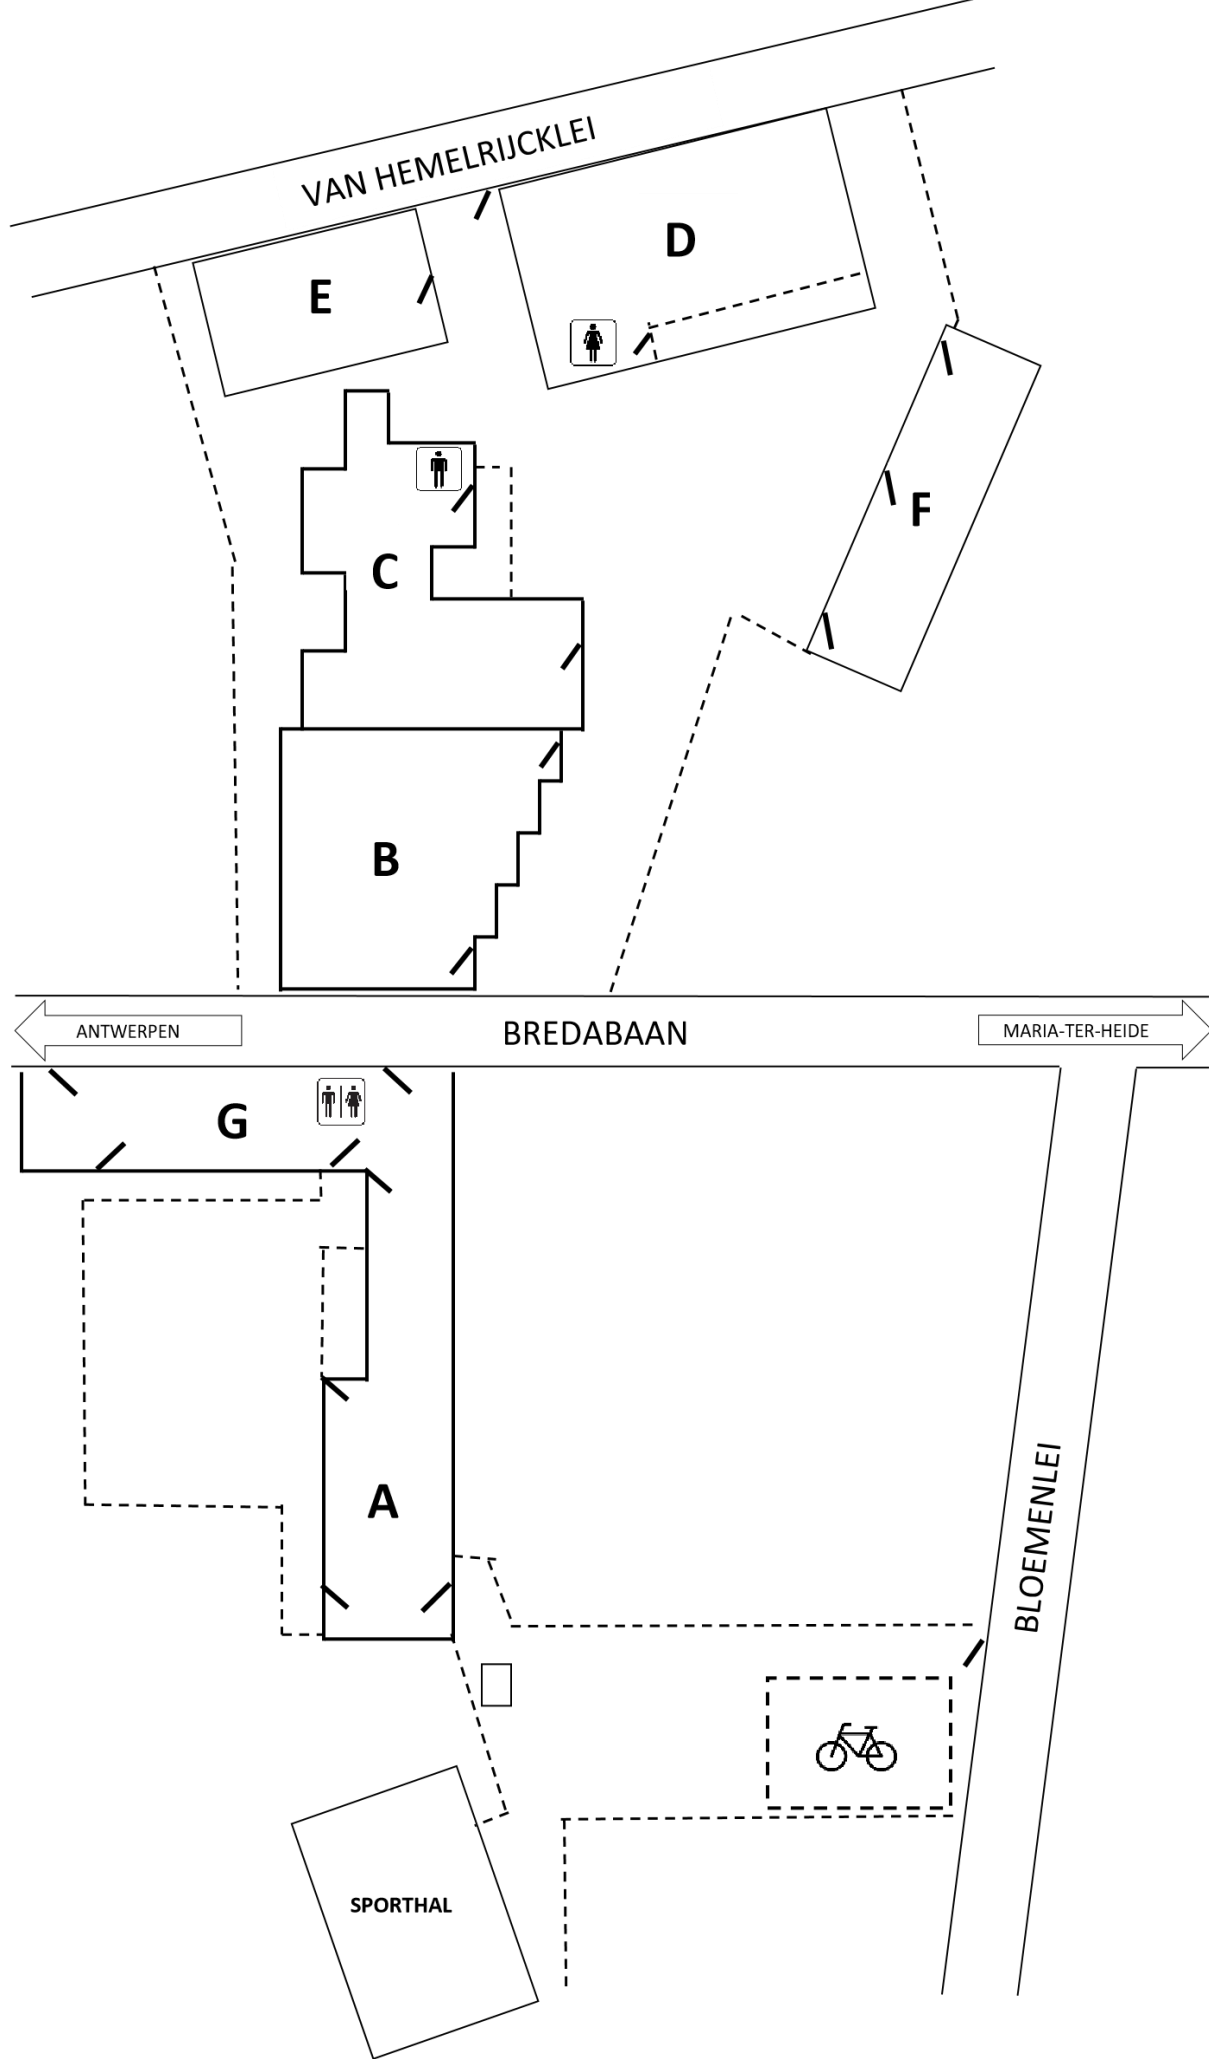 VAN HEMELRIJCKLEI
D
E
F
C
B
ANTWERPEN
BREDABAAN
MARIA-TER-HEIDE
G
A
BLOEMENLEI
SPORTHAL